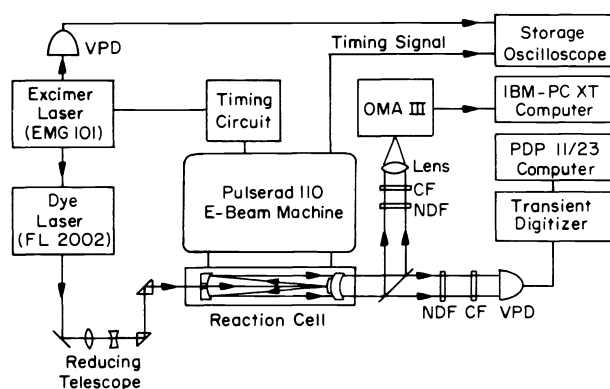 VPD
Timing Signal
Storage
Oscilloscope
Excimer
Laser
(EMG 101)
Timing
Circuit
OMA III
IBM-PC XT
Computer
Lens
CF
NDF
PDP 11/23
Computer
Pulserad 110
E-Beam Machine
Dye
Laser
(FL 2002)
Transient
Digitizer
Reaction Cell
NDF
CF
VPD
Reducing
Telescope